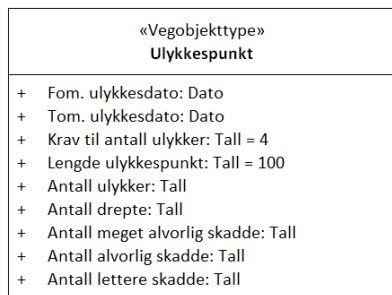 «Vegobjekttype»
Ulykkespunkt
+ Fom. ulykkesdato: Dato
+ Tom. ulykkesdato: Dato
+ Krav til antall ulykker: Tall = 4
+ Lengde ulykkespunkt: Tall = 100
+ Antall ulykker: Tall
+ Antall drepte: Tall
+ Antall meget alvorlig skadde: Tall
+ Antall alvorlig skadde: Tall
+ Antall lettere skadde: Tall